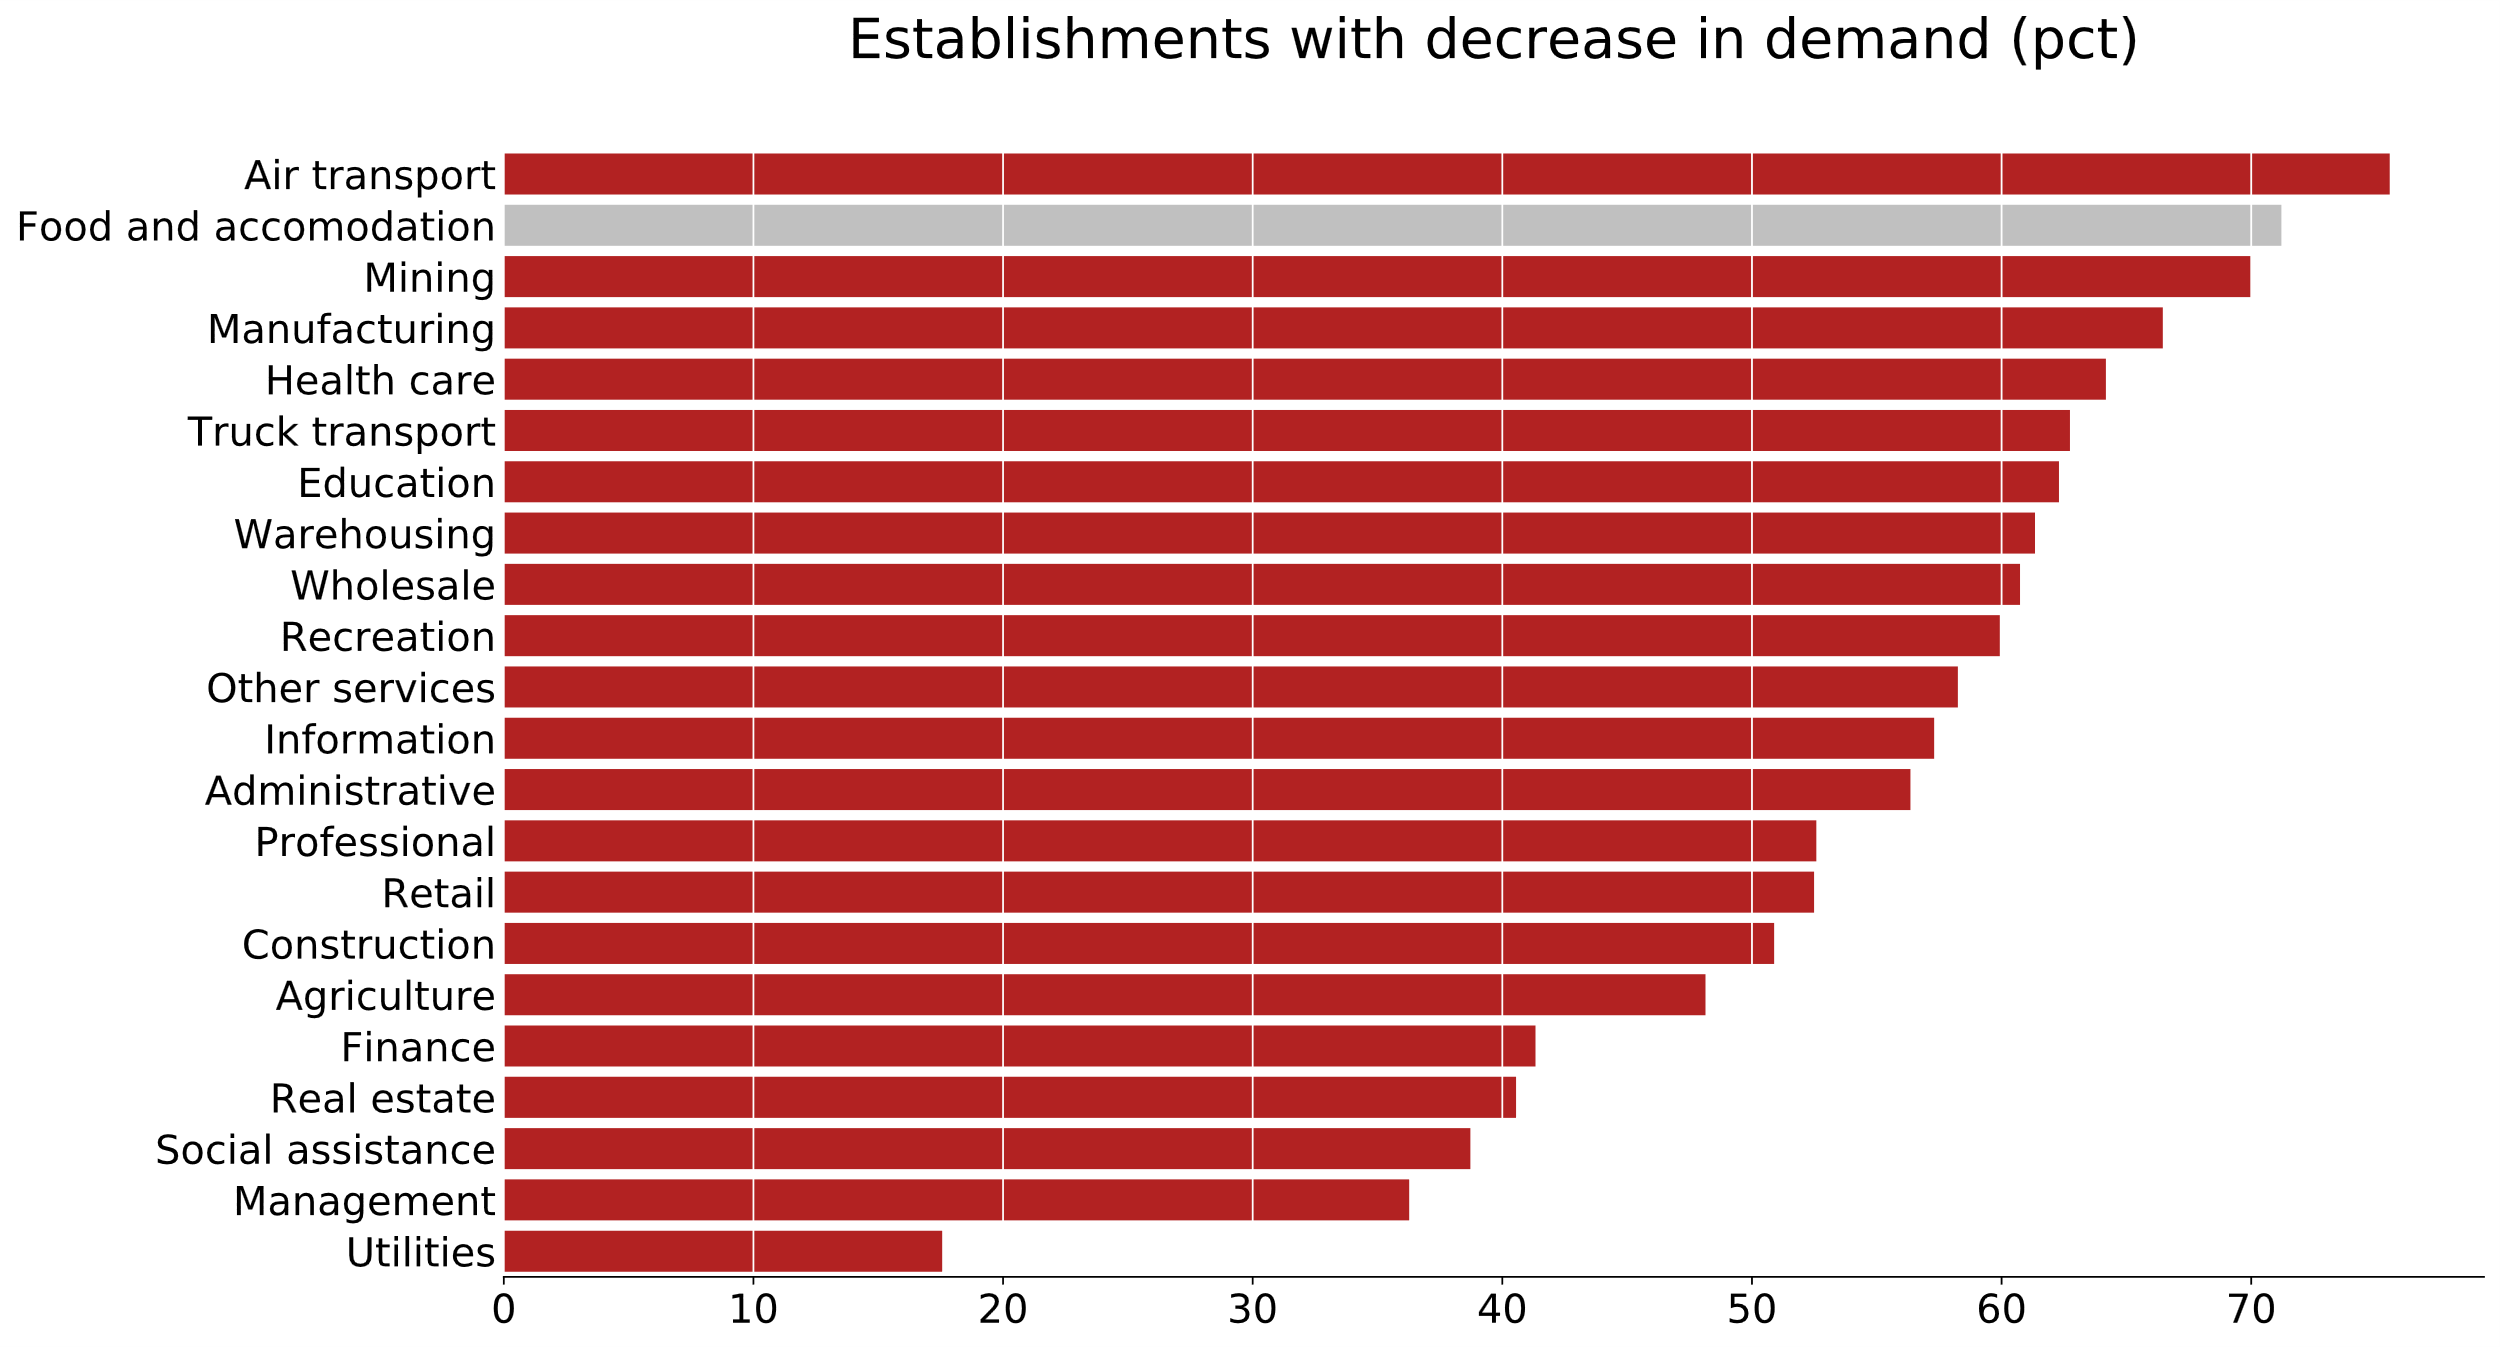 Establishments with decrease in demand (pct)
Air transport
Food and accomodation
Mining
Manufacturing
Health care
Truck transport
Education
Warehousing
Wholesale
Recreation
Other services
Information
Administrative
Professional
Retail
Construction
Agriculture
Finance
Real estate
Social assistance
Management
Utilities
0 10 20 30 40 50 60 70